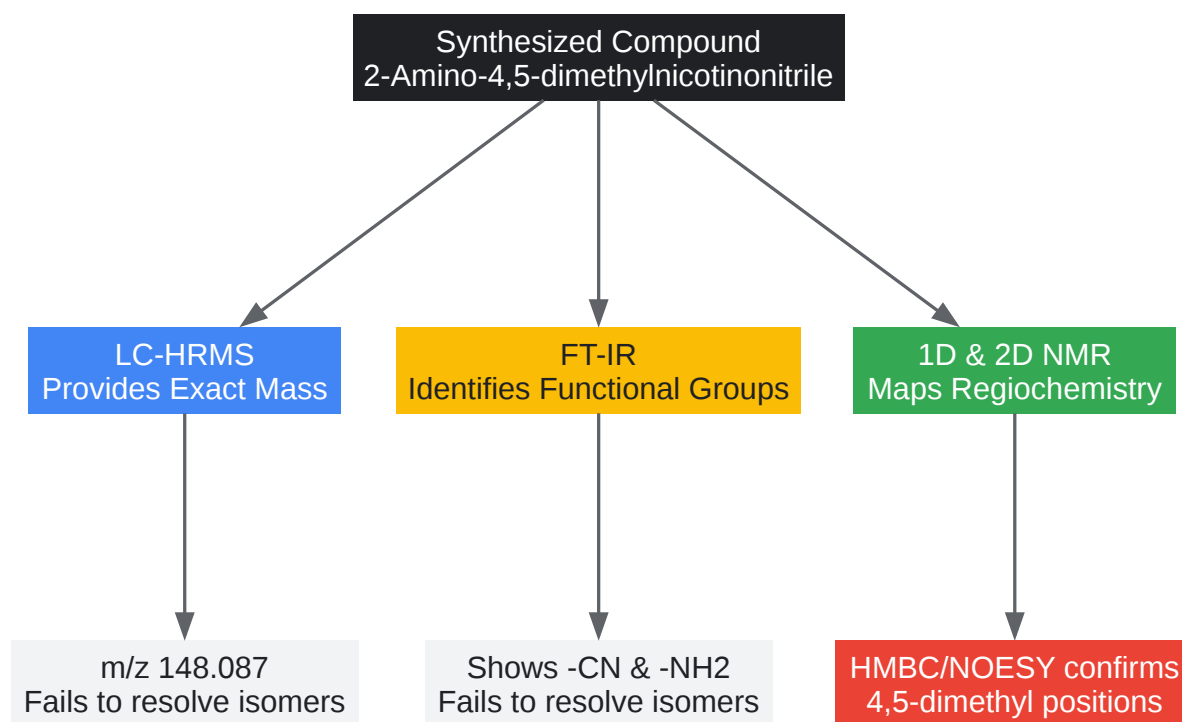 Synthesized Compound
2-Amino-4,5-dimethylnicotinonitrile
LC-HRMS
Provides Exact Mass
FT-IR
Identifies Functional Groups
1D & 2D NMR
Maps Regiochemistry
m/z 148.087
Fails to resolve isomers
Shows -CN & -NH2
Fails to resolve isomers
HMBC/NOESY confirms
4,5-dimethyl positions